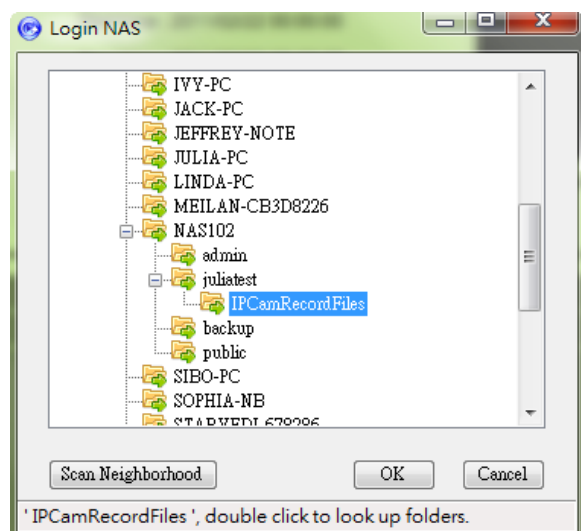 Login NAS
IVY-PC
JACK-PC
JEFFREY-NOTE
JULIA-PC
LINDA-PC
MEILAN-CB3D8226
NAS102
admin
juliatest
IPCamRecordFiles
backup
public
SIBO-PC
SOPHIA-NB
Scan Neighborhood
OK
Cancel
' IPCamRecordFiles ', double click to look up folders.